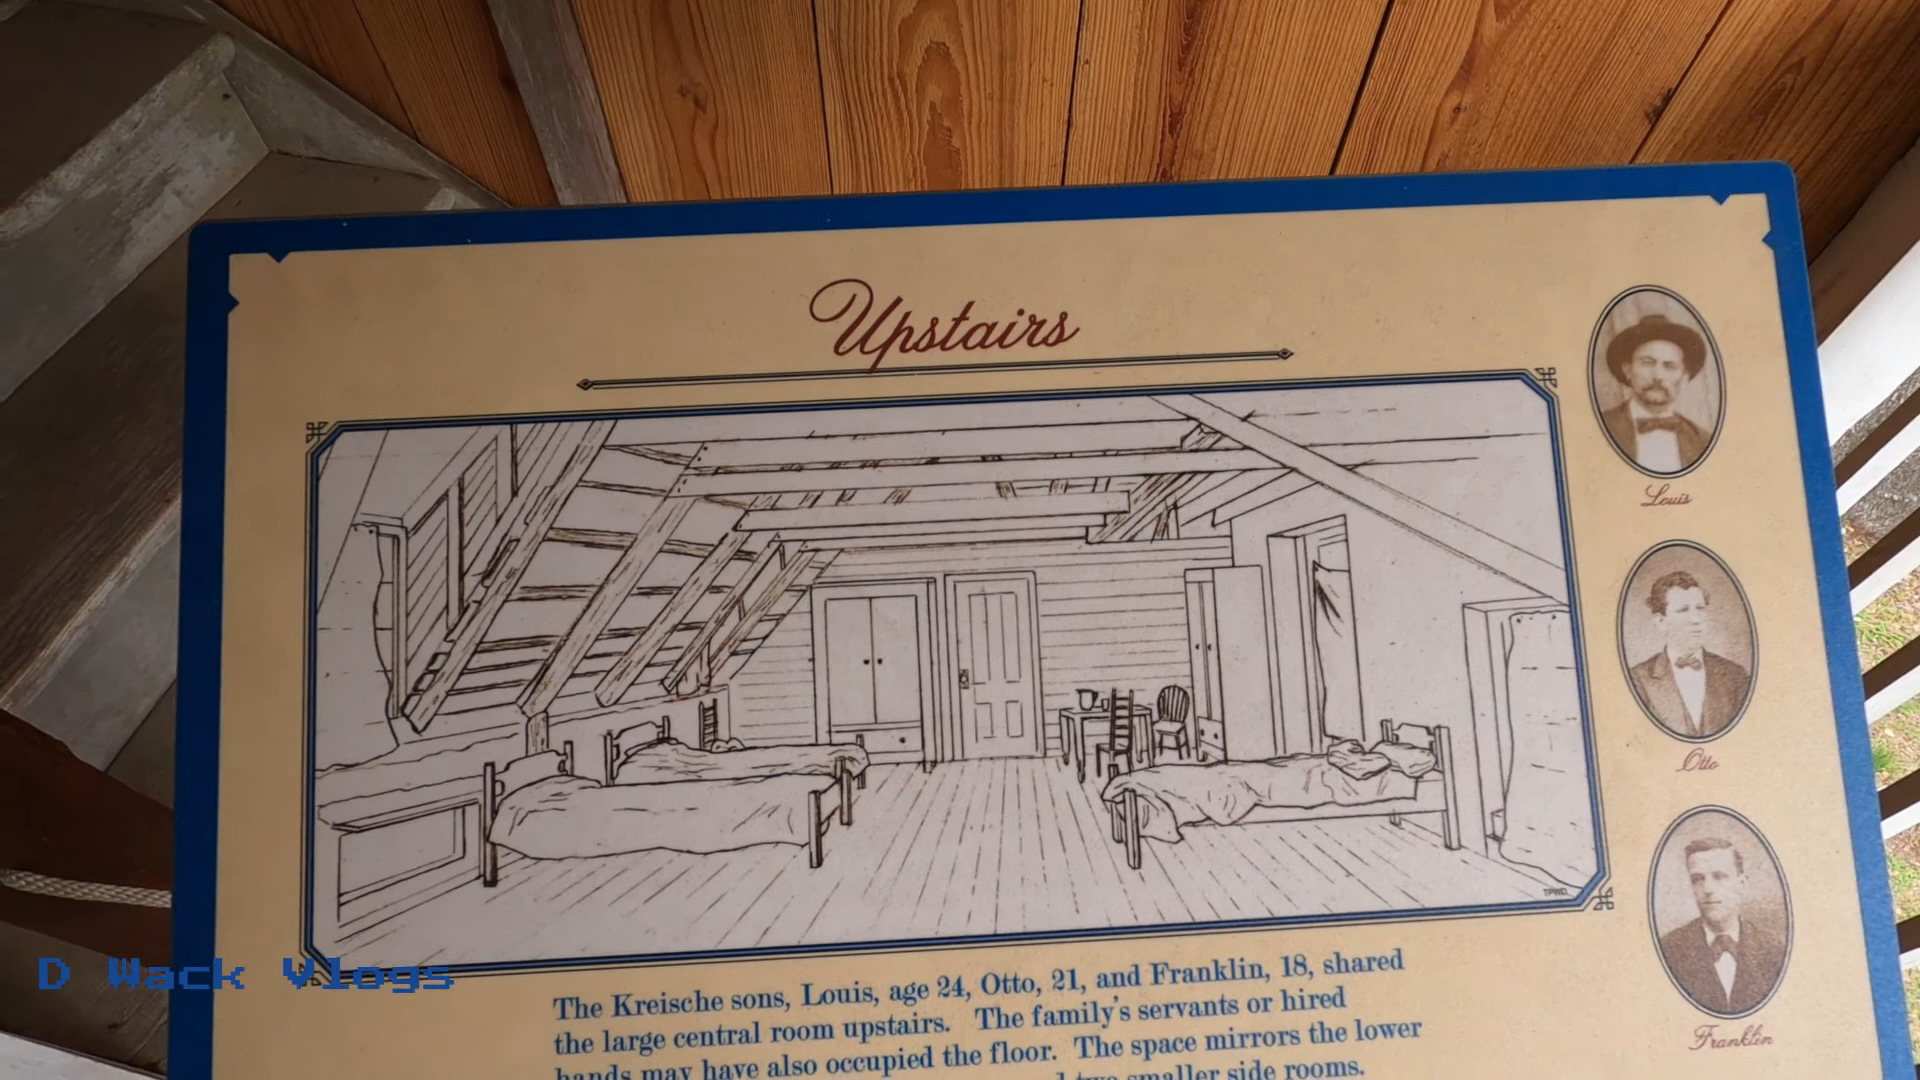 Upstairs
Louis
Otto
Franklin
TPWD
The Kreische sons, Louis, age 24, Otto, 21, and Franklin, 18, shared
the large central room upstairs. The family's servants or hired
hands may have also occupied the floor. The space mirrors the lower
two smaller side rooms.
D Wack Vlogs